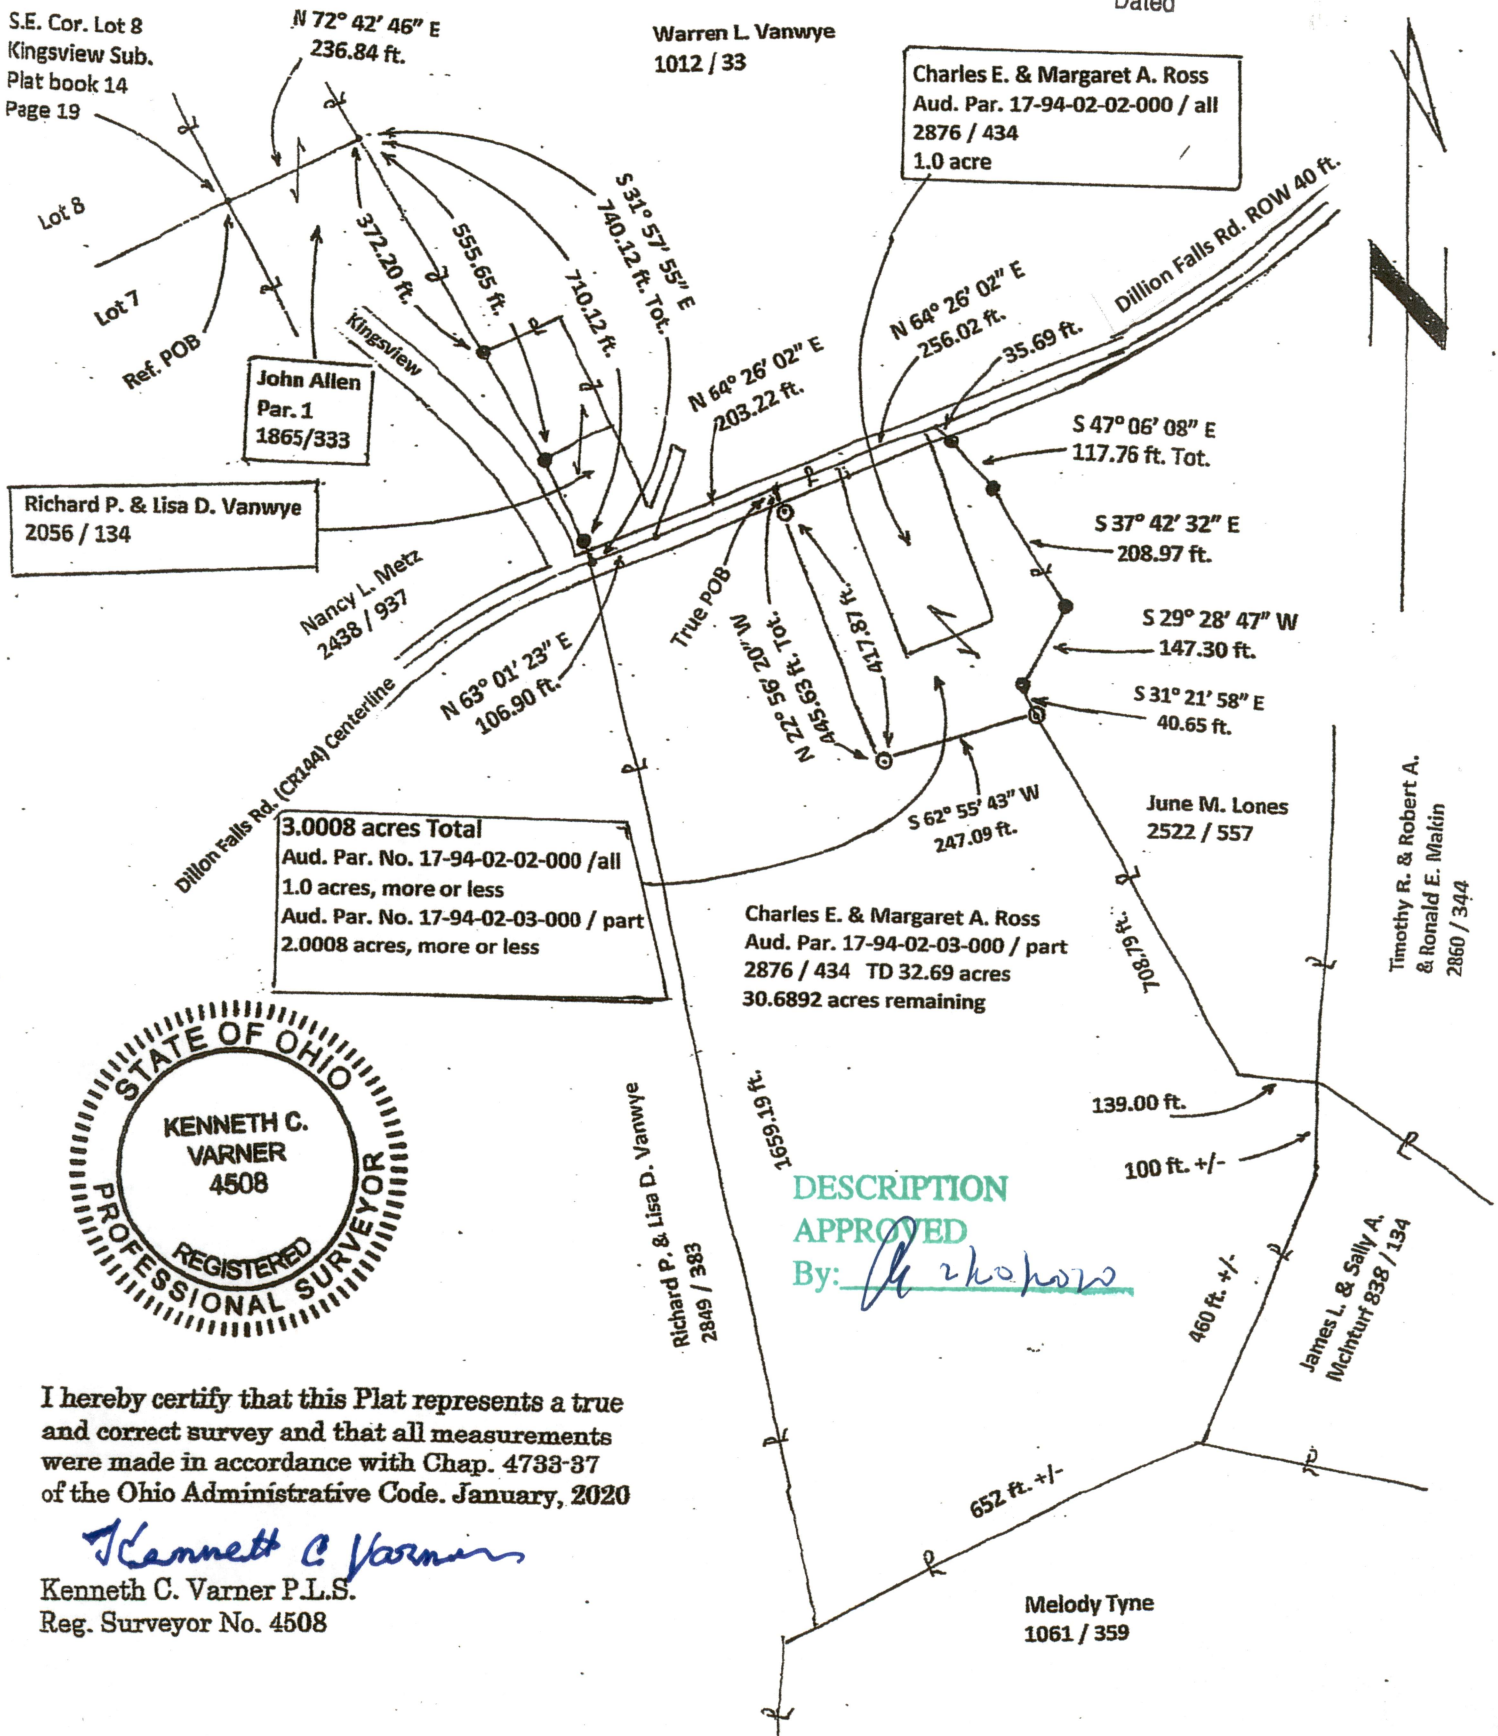 Dated
S.E. Cor. Lot 8
Kingsview Sub.
Plat book 14
Page 19
N 72° 42' 46" E
236.84 ft.
Warren L. Vanwye
1012 / 33
Charles E. & Margaret A. Ross
Aud. Par. 17-94-02-02-000 / all
2876 / 434
1.0 acre
Lot 8
Lot 7
Ref. POB
John Allen
Par. 1
1865/333
Kingsview
372.20 ft.
555.65 ft.
710.12 ft.
S 31° 57' 55" E
740.12 ft. Tot.
N 64° 26' 02" E
203.22 ft.
N 64° 26' 02" E
256.02 ft.
35.69 ft.
Dillion Falls Rd. ROW 40 ft.
N
S 47° 06' 08" E
117.76 ft. Tot.
S 37° 42' 32" E
208.97 ft.
S 29° 28' 47" W
147.30 ft.
S 31° 21' 58" E
40.65 ft.
Richard P. & Lisa D. Vanwye
2056 / 134
Nancy L. Metz
2438 / 937
True POB
N 22° 56' 20" W
445.63 ft. Tot.
417.87 ft.
N 63° 01' 23" E
106.90 ft.
Dillon Falls Rd. (CR144) Centerline
S 62° 55' 43" W
247.09 ft.
June M. Lones
2522 / 557
Timothy R. & Robert A.
& Ronald E. Makin
2860 / 344
3.0008 acres Total
Aud. Par. No. 17-94-02-02-000 /all
1.0 acres, more or less
Aud. Par. No. 17-94-02-03-000 / part
2.0008 acres, more or less
Charles E. & Margaret A. Ross
Aud. Par. 17-94-02-03-000 / part
2876 / 434 TD 32.69 acres
30.6892 acres remaining
708.79 ft.
STATE OF OHIO
KENNETH C.
VARNER
4508
REGISTERED
PROFESSIONAL SURVEYOR
Richard P. & Lisa D. Vanwye
2849 / 383
1659.19 ft.
139.00 ft.
100 ft. +/-
DESCRIPTION
APPROVED
By:
460 ft. +/-
James L. & Sally A.
McInturf 838 / 134
I hereby certify that this Plat represents a true
and correct survey and that all measurements
were made in accordance with Chap. 4733-37
of the Ohio Administrative Code. January, 2020
Kenneth C Varner
Kenneth C. Varner P.L.S.
Reg. Surveyor No. 4508
652 ft. +/-
Melody Tyne
1061 / 359